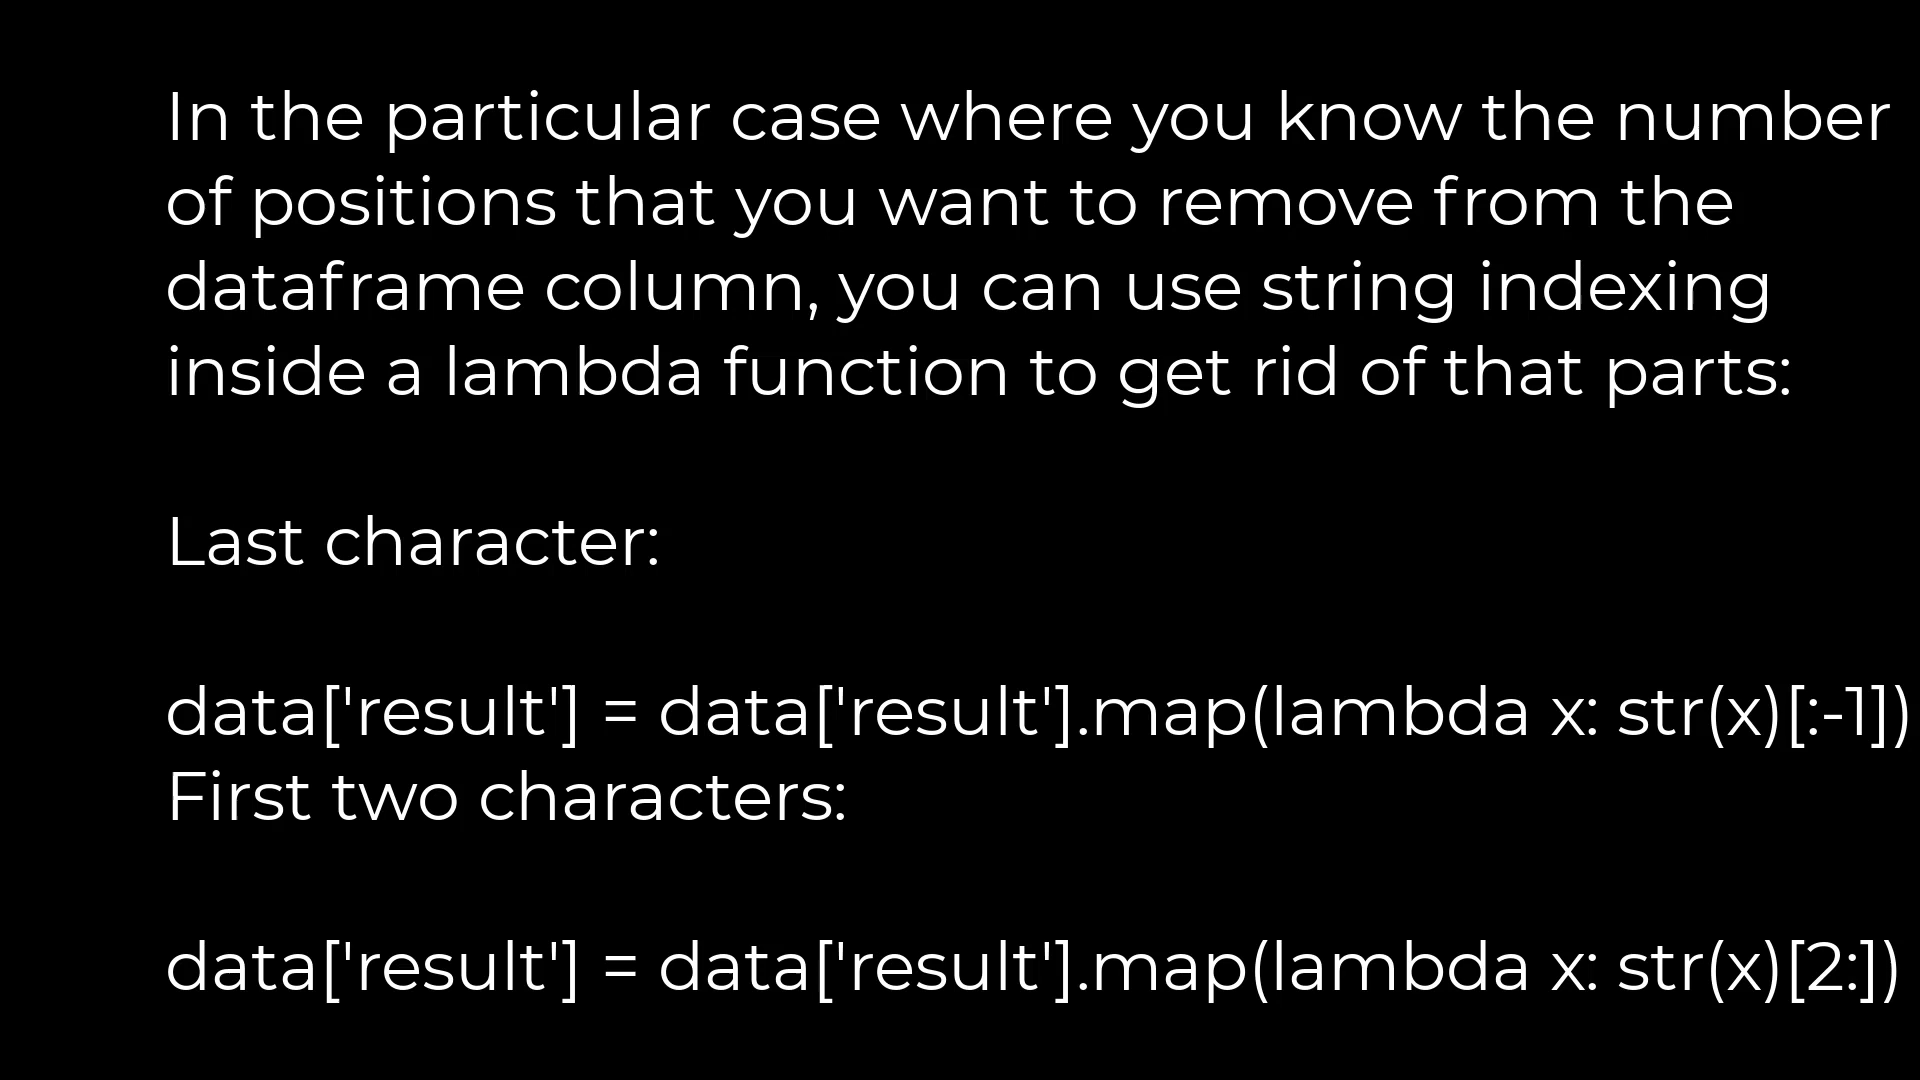 In the particular case where you know the number
of positions that you want to remove from the
dataframe column, you can use string indexing
inside a lambda function to get rid of that parts:
Last character:
data['result'] = data['result'].map(lambda x: str(x)[:-1])
First two characters:
data['result'] = data['result'].map(lambda x: str(x)[2:])